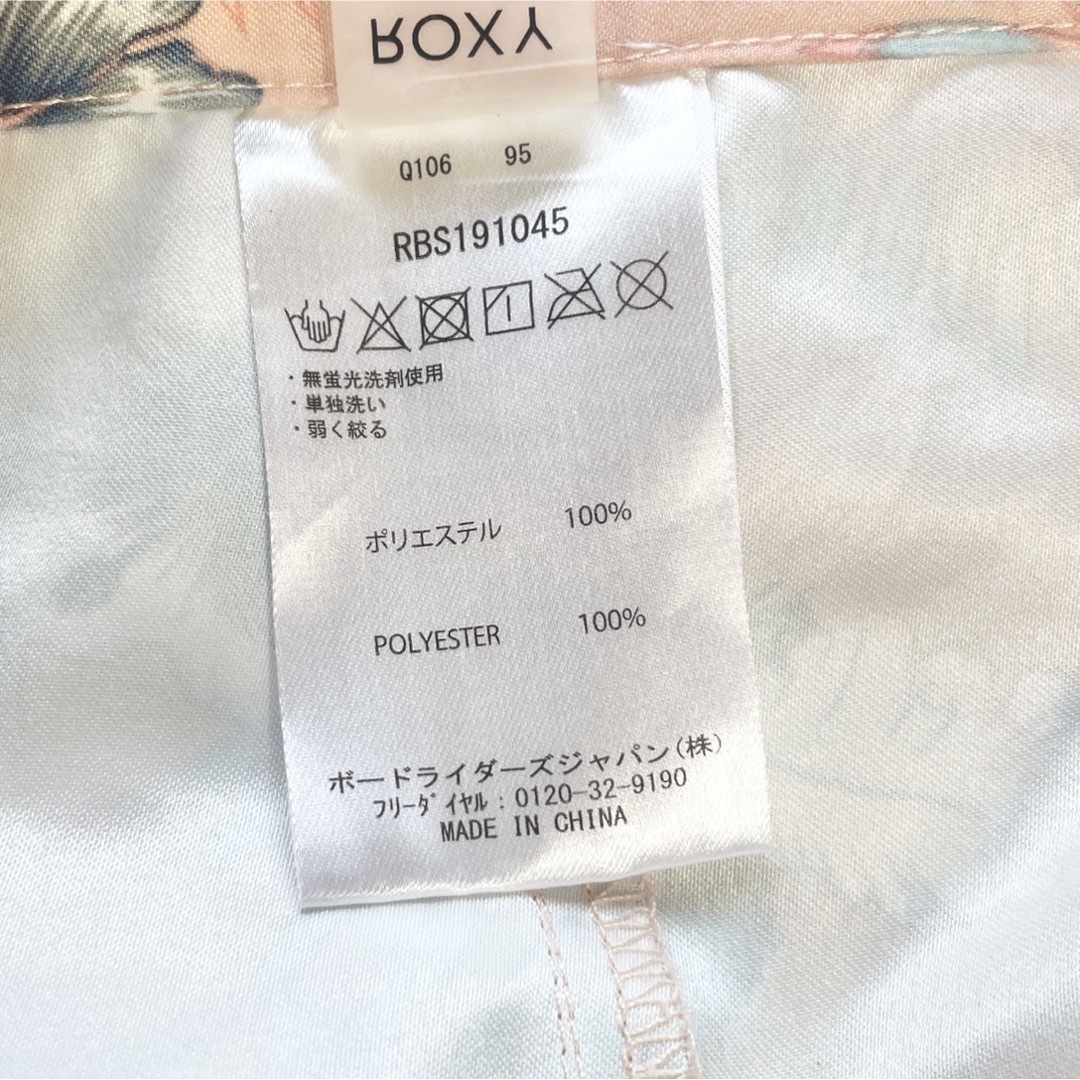 ROXY
Q106 95
RBS191045
・無蛍光洗剤使用
・単独洗い
・弱く絞る
ポリエステル 100%
POLYESTER 100%
ボードライダーズジャパン(株)
フリーダイヤル:0120-32-9190
MADE IN CHINA